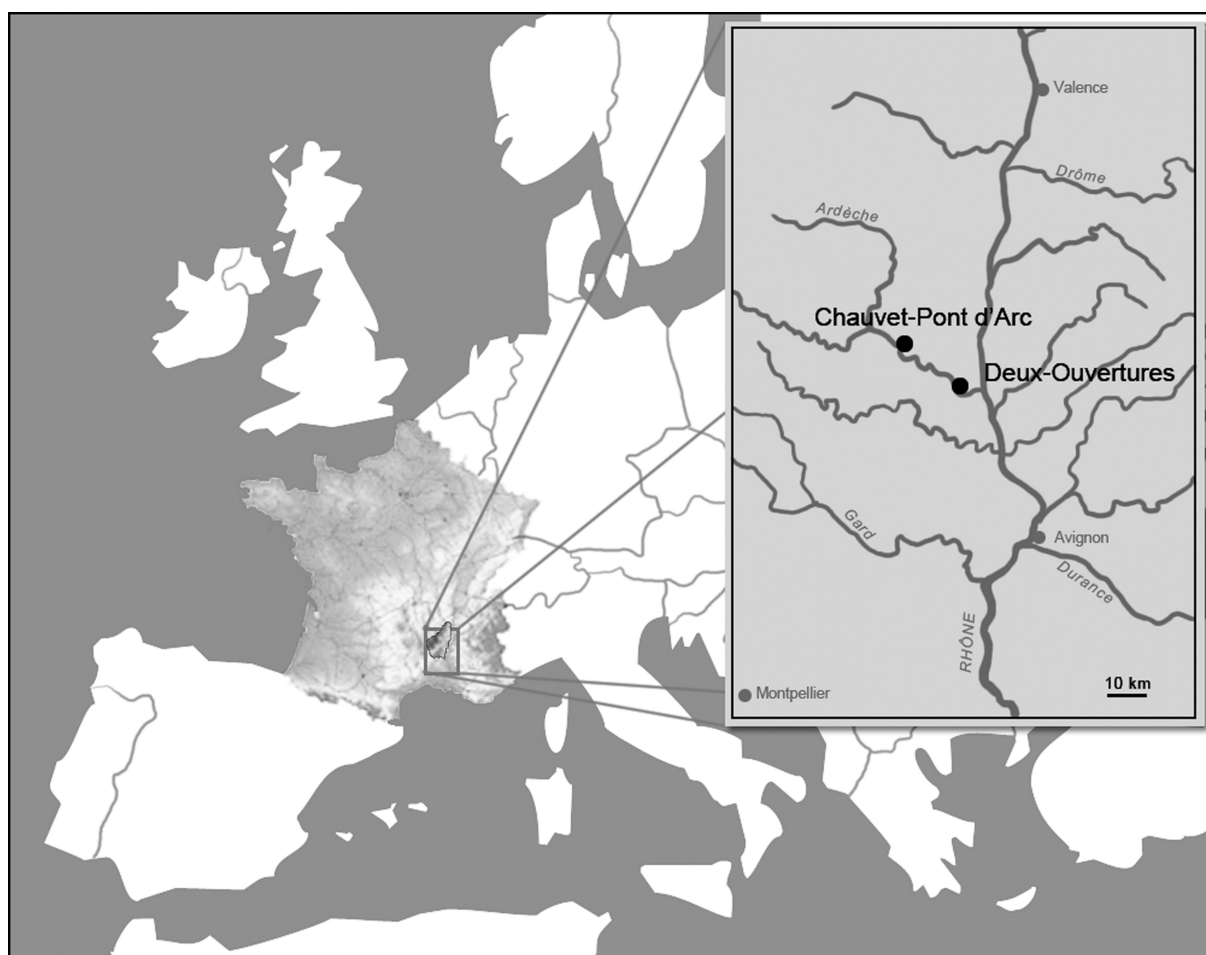 Valence
Drôme
Ardèche
Chauvet-Pont d'Arc
Deux-Ouvertures
Gard
Avignon
Durance
RHÔNE
10 km
Montpellier